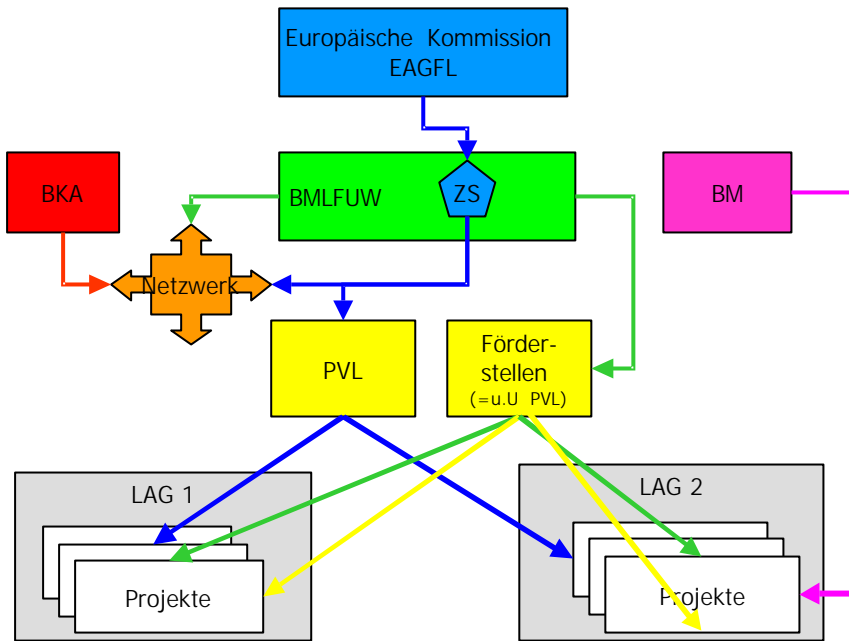 Europäische Kommission
EAGFL
BKA
BMLFUW
ZS
BM
Netzwerk
PVL
Förder-
stellen
(=u.U PVL)
LAG 1
LAG 2
Projekte
Projekte